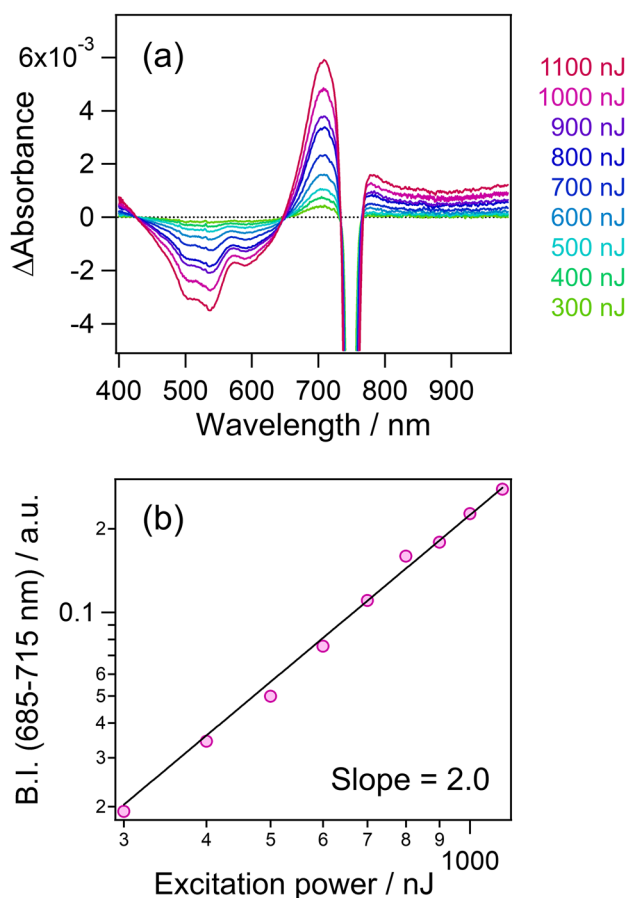 (a)
6x10⁻³
4
2
0
-2
-4
ΔAbsorbance
400 500 600 700 800 900
Wavelength / nm
1100 nJ
1000 nJ
900 nJ
800 nJ
700 nJ
600 nJ
500 nJ
400 nJ
300 nJ
(b)
2
0.1
6
5
4
3
2
B.I. (685-715 nm) / a.u.
Slope = 2.0
3 4 5 6 7 8 9
1000
Excitation power / nJ